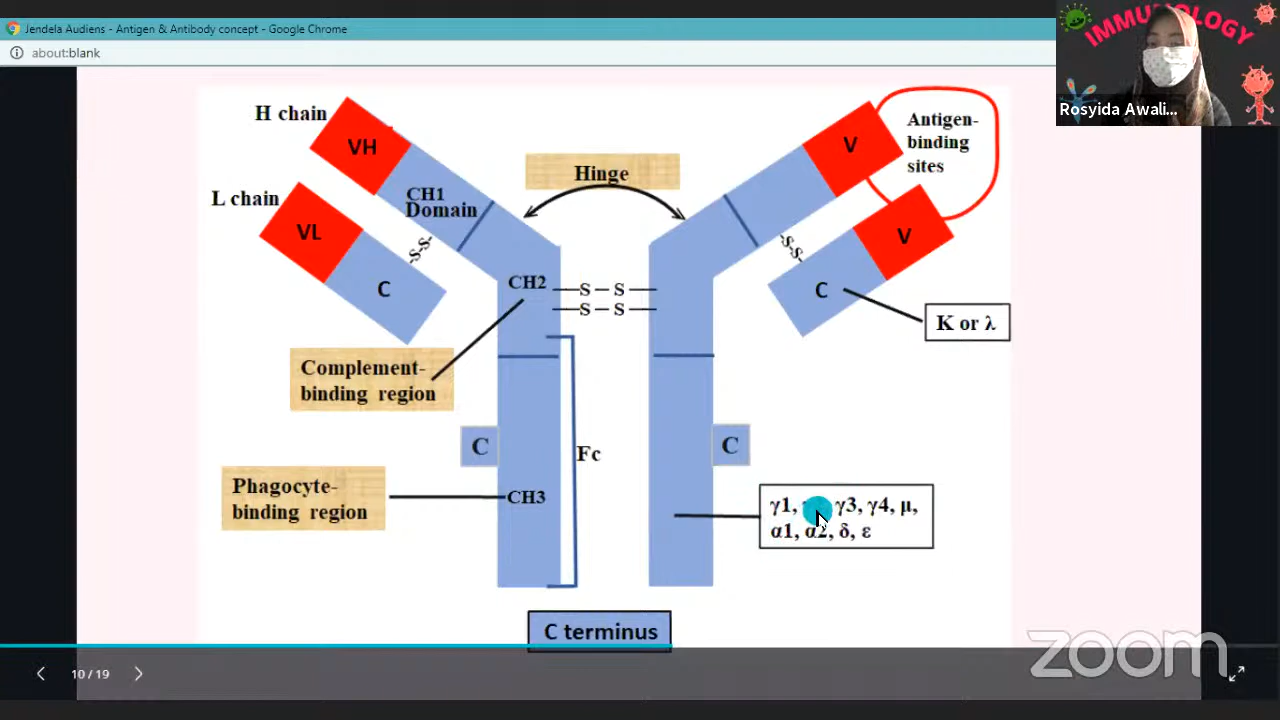 Jendela Audiens - Antigen & Antibody concept - Google Chrome
about:blank
IMMUNOLOGY
Rosyida Awali...
H chain
VH
CH1
Domain
L chain
VL
C
-S-S-
Hinge
V
Antigen-
binding
sites
V
-S-S-
C
K or λ
CH2
S – S
S – S
Complement-
binding region
C
Fc
C
Phagocyte-
binding region
CH3
γ1, γ3, γ4, μ,
α1, α2, δ, ε
C terminus
10 / 19
zoom